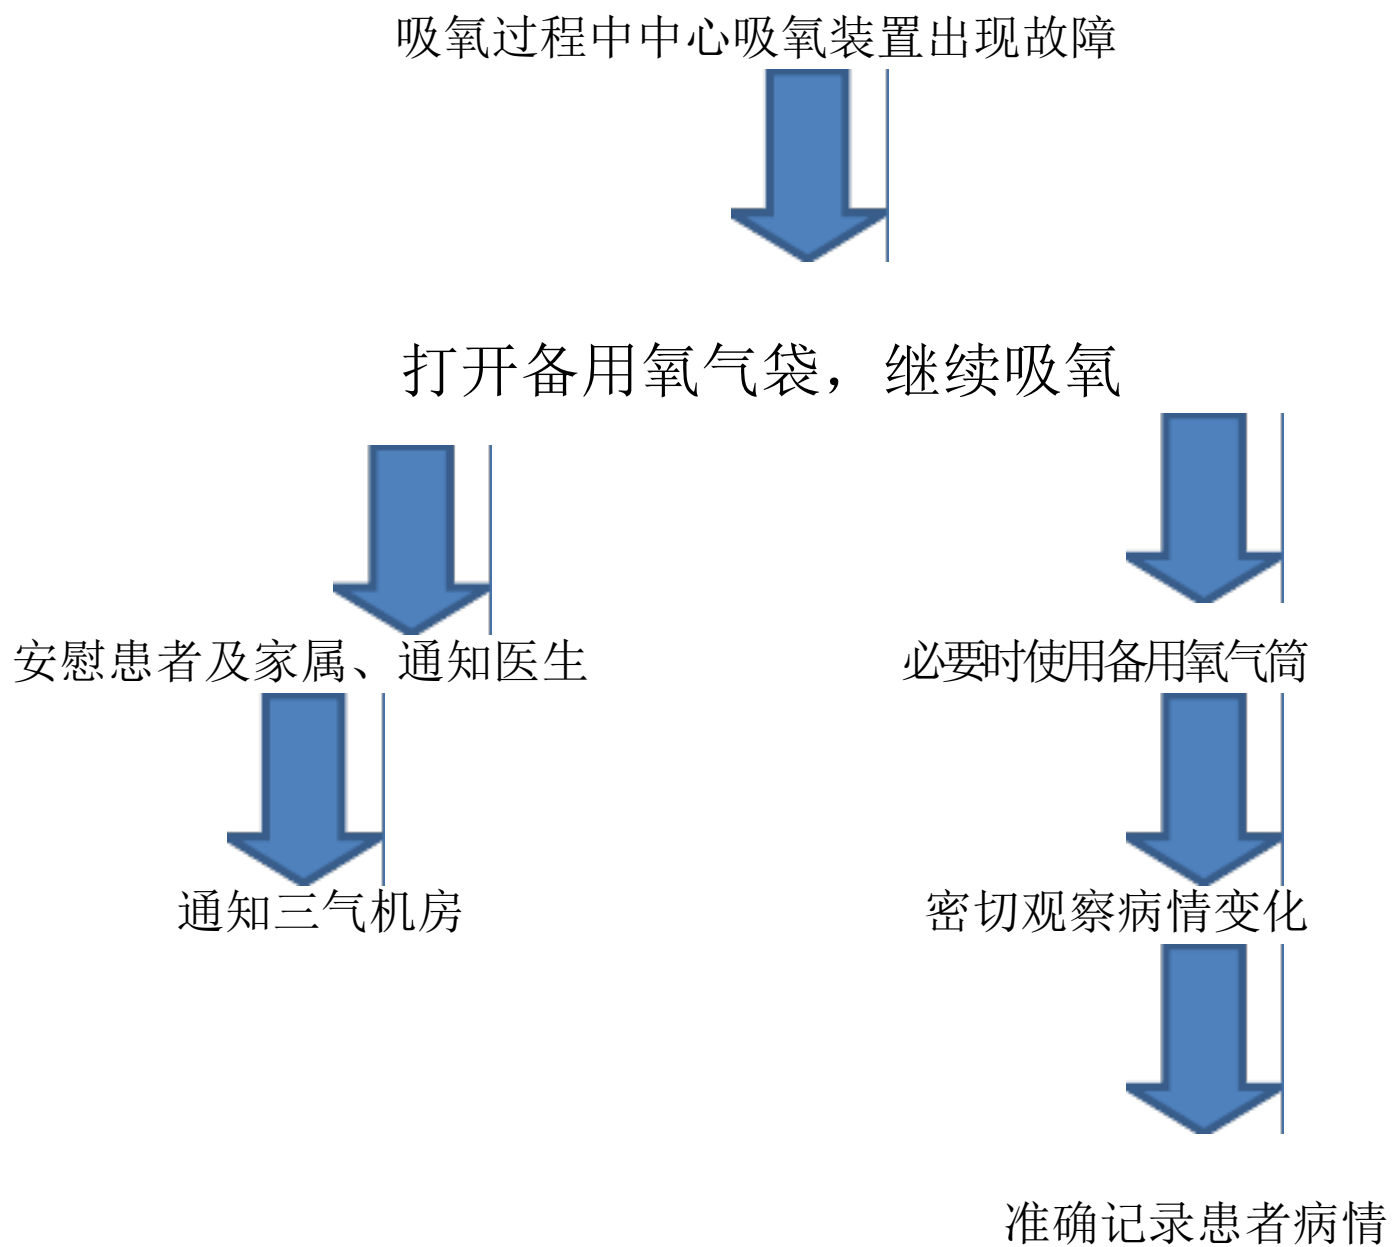 吸氧过程中中心吸氧装置出现故障
打开备用氧气袋，继续吸氧
安慰患者及家属、通知医生
必要时使用备用氧气筒
通知三气机房
密切观察病情变化
准确记录患者病情